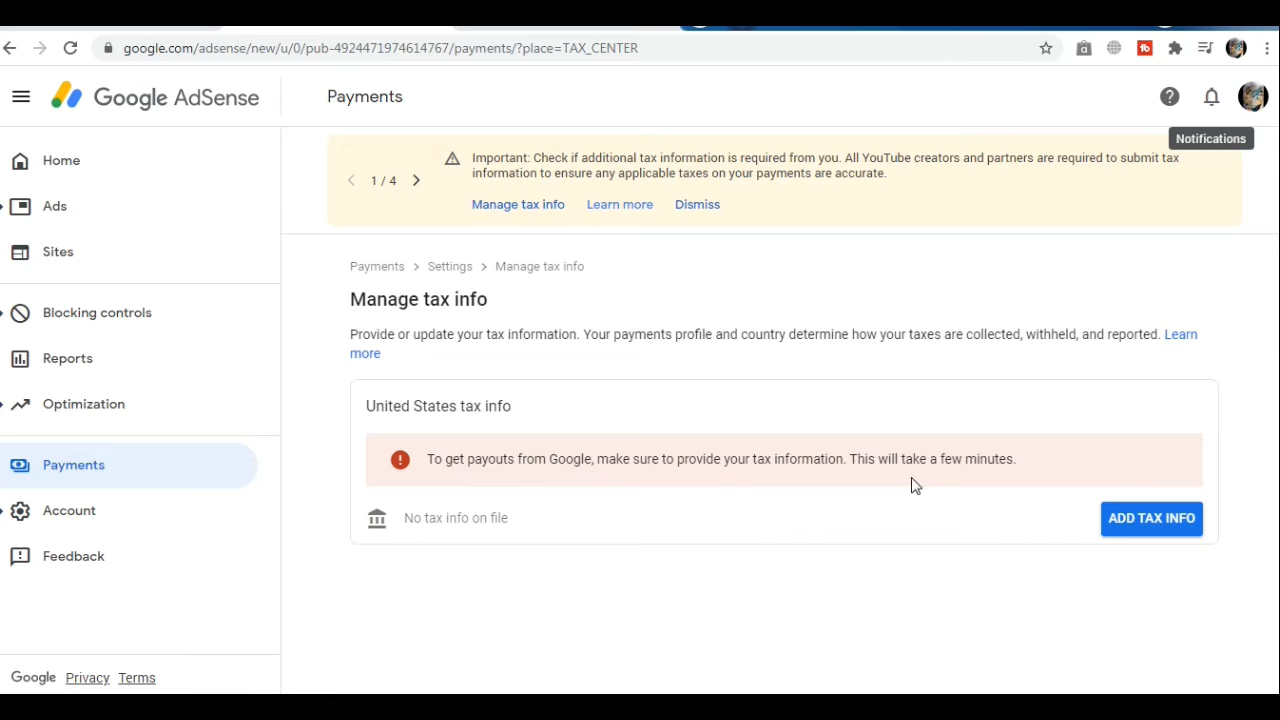 google.com/adsense/new/u/0/pub-4924471974614767/payments/?place=TAX_CENTER
Google AdSense
Payments
Notifications
Home
Ads
Sites
Blocking controls
Reports
Optimization
Payments
Account
Feedback
Google Privacy Terms
1 / 4
Important: Check if additional tax information is required from you. All YouTube creators and partners are required to submit tax
information to ensure any applicable taxes on your payments are accurate.
Manage tax info Learn more Dismiss
Payments > Settings > Manage tax info
Manage tax info
Provide or update your tax information. Your payments profile and country determine how your taxes are collected, withheld, and reported. Learn
more
United States tax info
To get payouts from Google, make sure to provide your tax information. This will take a few minutes.
No tax info on file
ADD TAX INFO